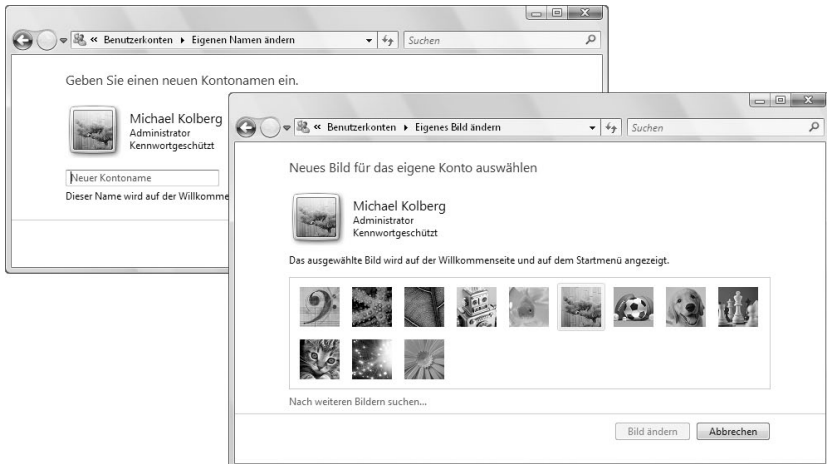 « Benutzerkonten ▸ Eigenen Namen ändern
Suchen
Geben Sie einen neuen Kontonamen ein.
Michael Kolberg
Administrator
Kennwortgeschützt
Neuer Kontoname
Dieser Name wird auf der Willkomme
« Benutzerkonten ▸ Eigenes Bild ändern
Suchen
Neues Bild für das eigene Konto auswählen
Michael Kolberg
Administrator
Kennwortgeschützt
Das ausgewählte Bild wird auf der Willkommenseite und auf dem Startmenü angezeigt.
Nach weiteren Bildern suchen...
Bild ändern
Abbrechen